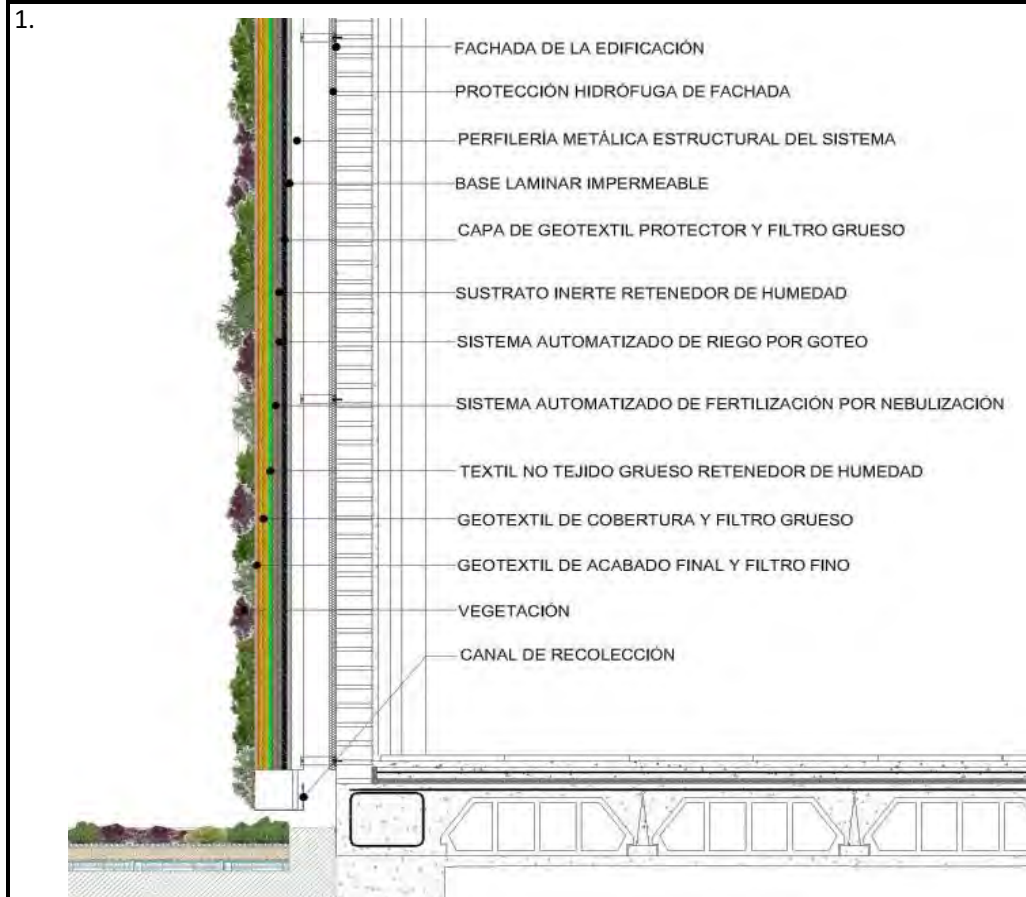 1.
FACHADA DE LA EDIFICACIÓN
PROTECCIÓN HIDRÓFUGA DE FACHADA
PERFILERÍA METÁLICA ESTRUCTURAL DEL SISTEMA
BASE LAMINAR IMPERMEABLE
CAPA DE GEOTEXTIL PROTECTOR Y FILTRO GRUESO
SUSTRATO INERTE RETENEDOR DE HUMEDAD
SISTEMA AUTOMATIZADO DE RIEGO POR GOTEO
SISTEMA AUTOMATIZADO DE FERTILIZACIÓN POR NEBULIZACIÓN
TEXTIL NO TEJIDO GRUESO RETENEDOR DE HUMEDAD
GEOTEXTIL DE COBERTURA Y FILTRO GRUESO
GEOTEXTIL DE ACABADO FINAL Y FILTRO FINO
VEGETACIÓN
CANAL DE RECOLECCIÓN